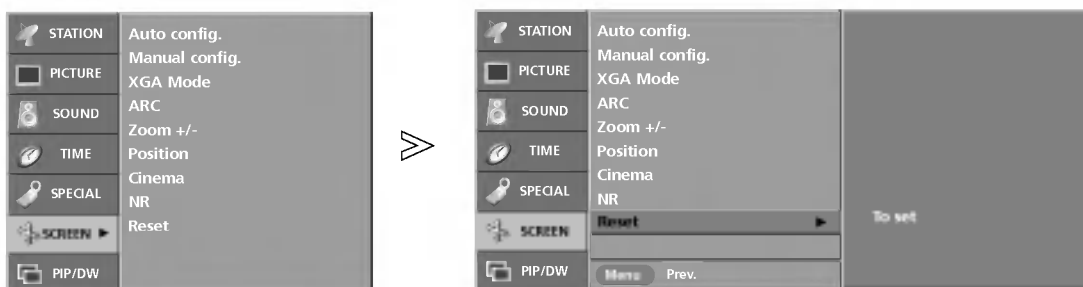 STATION
PICTURE
SOUND
TIME
SPECIAL
SCREEN
PIP/DW
Auto config.
Manual config.
XGA Mode
ARC
Zoom +/-
Position
Cinema
NR
Reset
STATION
PICTURE
SOUND
TIME
SPECIAL
SCREEN
PIP/DW
Auto config.
Manual config.
XGA Mode
ARC
Zoom +/-
Position
Cinema
NR
Reset
Menu Prev.
To set